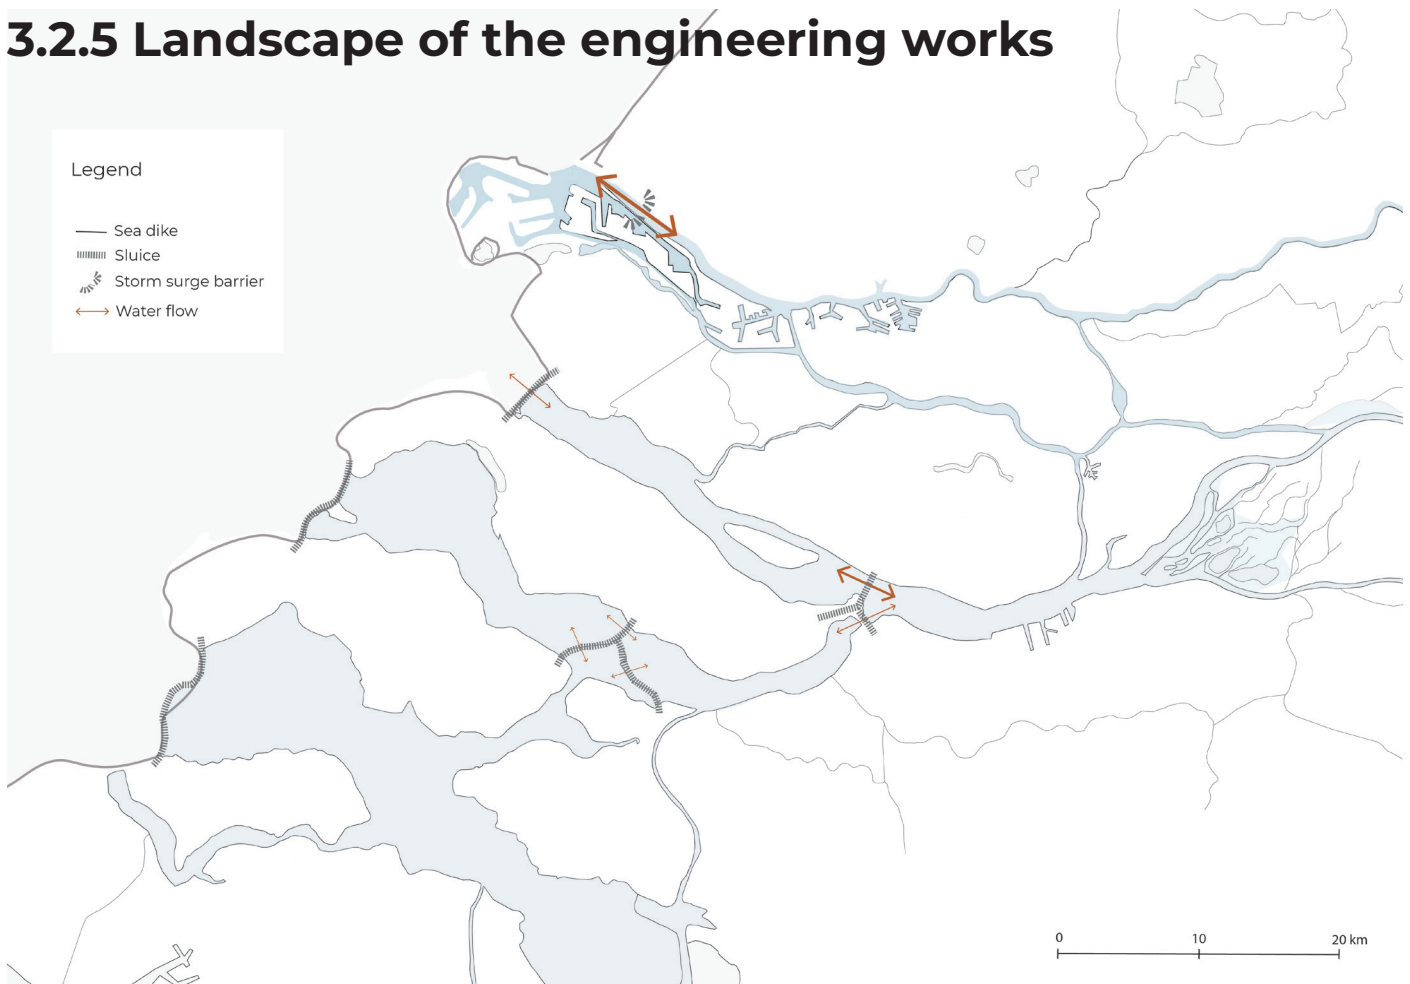 3.2.5 Landscape of the engineering works
Legend
Sea dike
Sluice
Storm surge barrier
Water flow
0 10 20 km